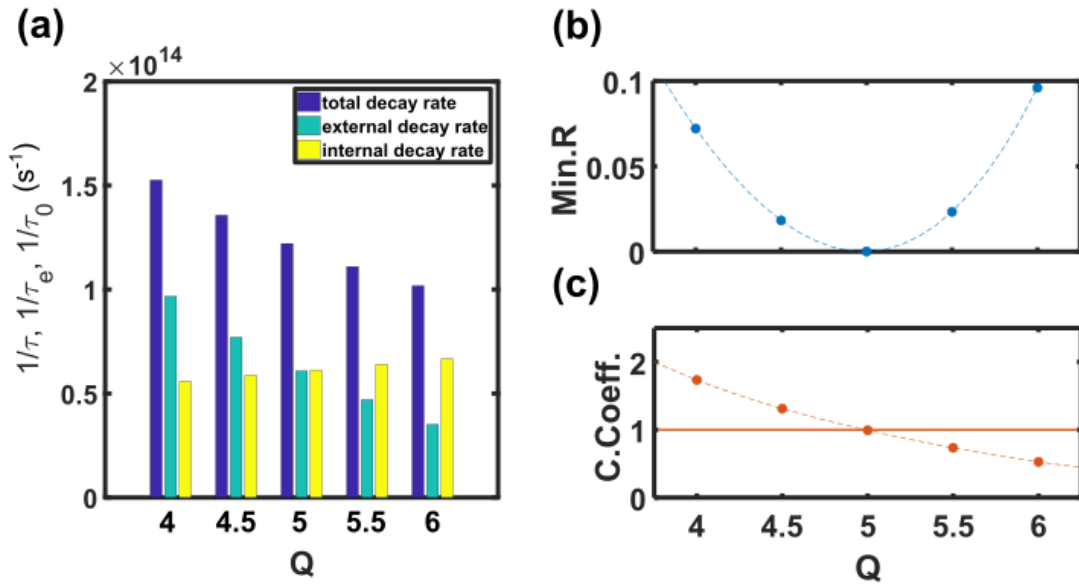 (a)
×10^14
2
1.5
1
0.5
0
1/τ, 1/τ_e, 1/τ_0 (s^-1)
total decay rate
external decay rate
internal decay rate
4 4.5 5 5.5 6
Q
(b)
0.1
0.05
0
Min.R
(c)
2
1
0
C.Coeff.
4 4.5 5 5.5 6
Q